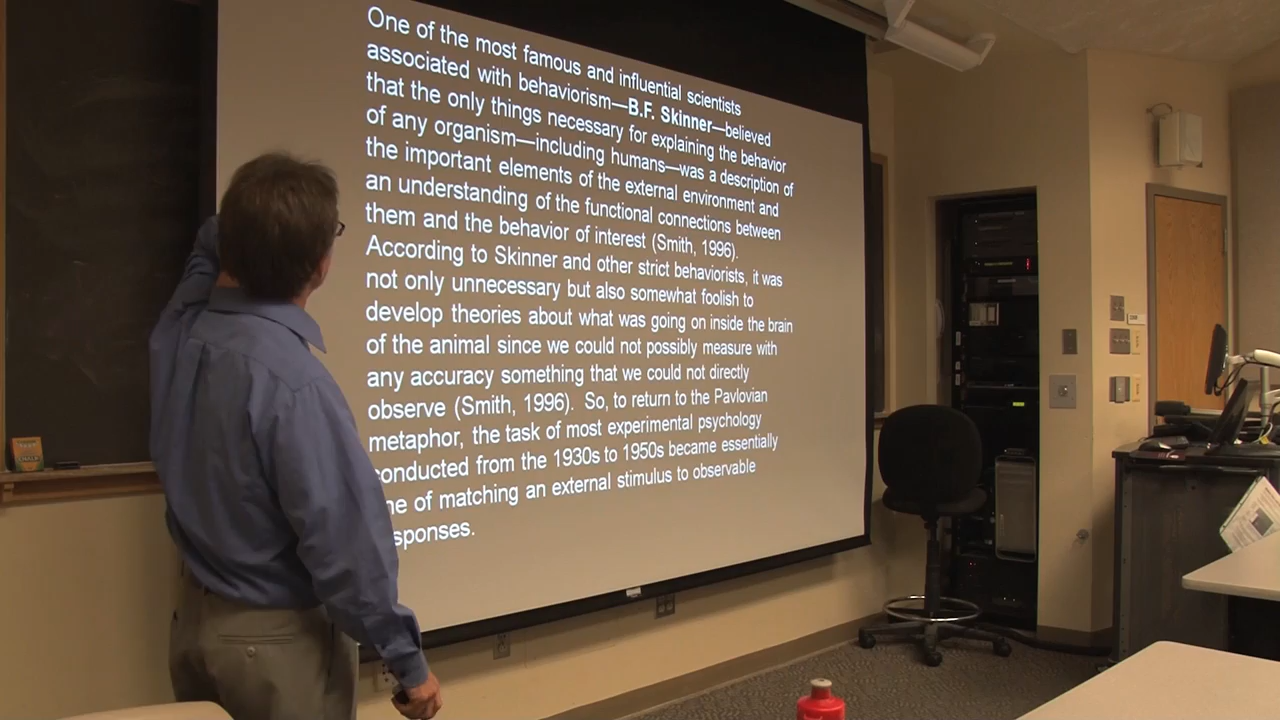 One of the most famous and influential scientists
associated with behaviorism—B.F. Skinner—believed
that the only things necessary for explaining the behavior
of any organism—including humans—was a description of
the important elements of the external environment and
an understanding of the functional connections between
them and the behavior of interest (Smith, 1996).
According to Skinner and other strict behaviorists, it was
not only unnecessary but also somewhat foolish to
develop theories about what was going on inside the brain
of the animal since we could not possibly measure with
any accuracy something that we could not directly
observe (Smith, 1996). So, to return to the Pavlovian
metaphor, the task of most experimental psychology
conducted from the 1930s to 1950s became essentially
ne of matching an external stimulus to observable
sponses.